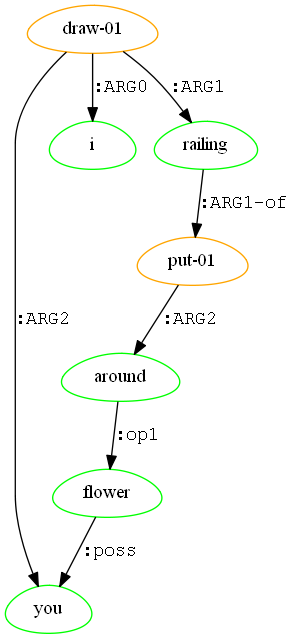 draw-01
:ARG0 :ARG1
i railing
:ARG1-of
put-01
:ARG2 :ARG2
around
:op1
flower
:poss
you